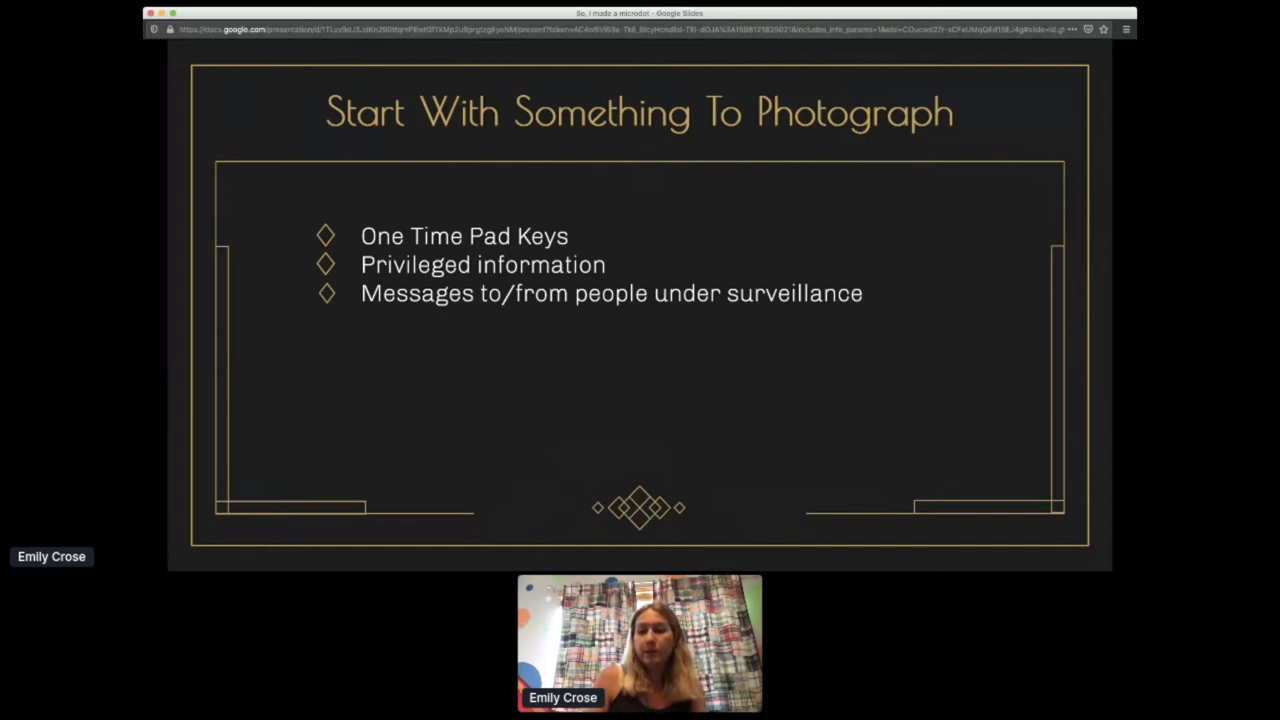 So, I made a microdot - Google Slides
Start With Something To Photograph
One Time Pad Keys
Privileged information
Messages to/from people under surveillance
Emily Crose
Emily Crose